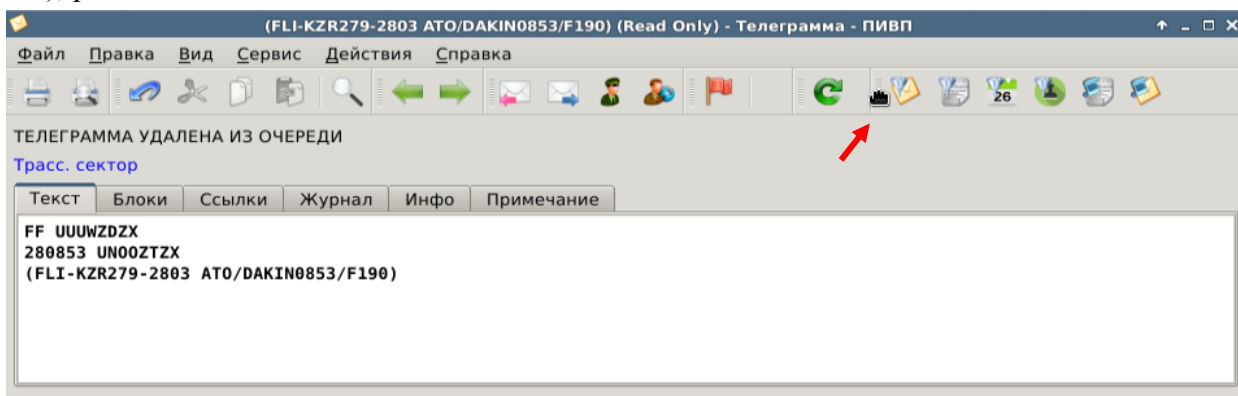 (FLI-KZR279-2803 ATO/DAKIN0853/F190) (Read Only) - Телеграмма - ПИВП
Файл Правка Вид Сервис Действия Справка
26
ТЕЛЕГРАММА УДАЛЕНА ИЗ ОЧЕРЕДИ
Трасс. сектор
Текст Блоки Ссылки Журнал Инфо Примечание
FF UUUWZDZX
280853 UNOOZTZX
(FLI-KZR279-2803 ATO/DAKIN0853/F190)